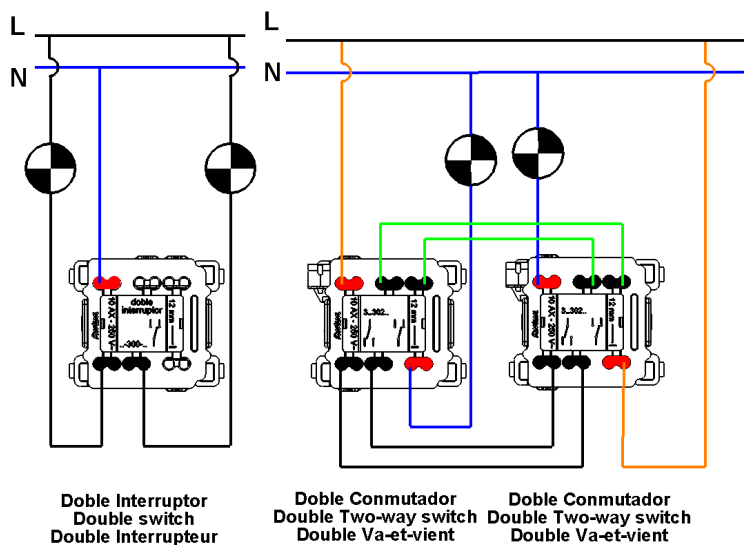 L
N
L
N
doble
interruptor
10 AX - 250 V~
12 mm
..-300-..
3..302..
10 AX - 250 V~
12 mm
3..302..
10 AX - 250 V~
12 mm
Doble Interruptor
Double switch
Double Interrupteur
Doble Conmutador
Double Two-way switch
Double Va-et-vient
Doble Conmutador
Double Two-way switch
Double Va-et-vient